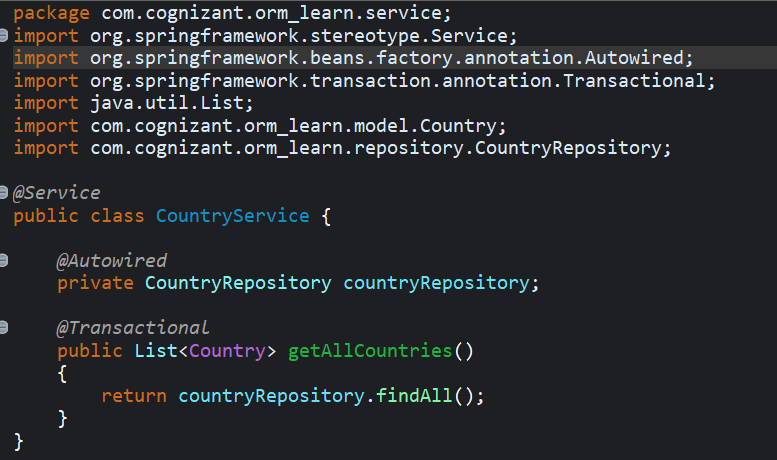 package com.cognizant.orm_learn.service;
import org.springframework.stereotype.Service;
import org.springframework.beans.factory.annotation.Autowired;
import org.springframework.transaction.annotation.Transactional;
import java.util.List;
import com.cognizant.orm_learn.model.Country;
import com.cognizant.orm_learn.repository.CountryRepository;

@Service
public class CountryService {

    @Autowired
    private CountryRepository countryRepository;

    @Transactional
    public List<Country> getAllCountries()
    {
        return countryRepository.findAll();
    }
}